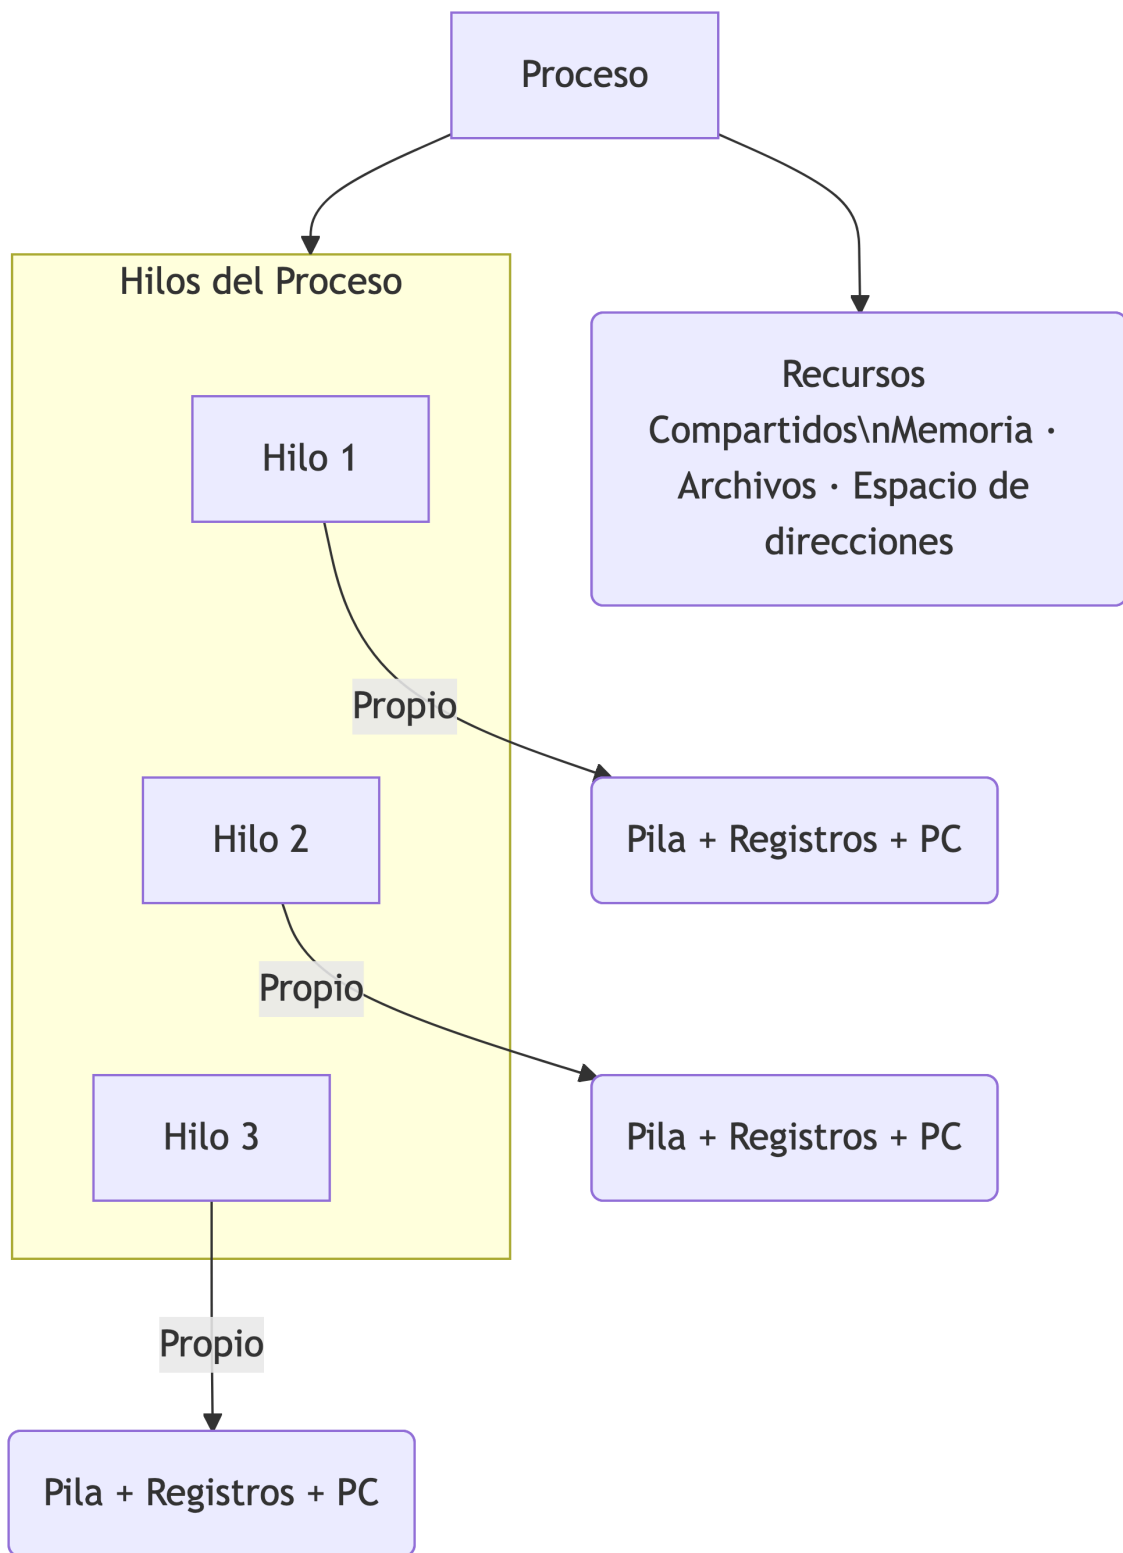 Proceso
Hilos del Proceso
Recursos
Compartidos\nMemoria ·
Archivos · Espacio de
direcciones
Hilo 1
Propio
Hilo 2
Pila + Registros + PC
Propio
Hilo 3
Pila + Registros + PC
Propio
Pila + Registros + PC